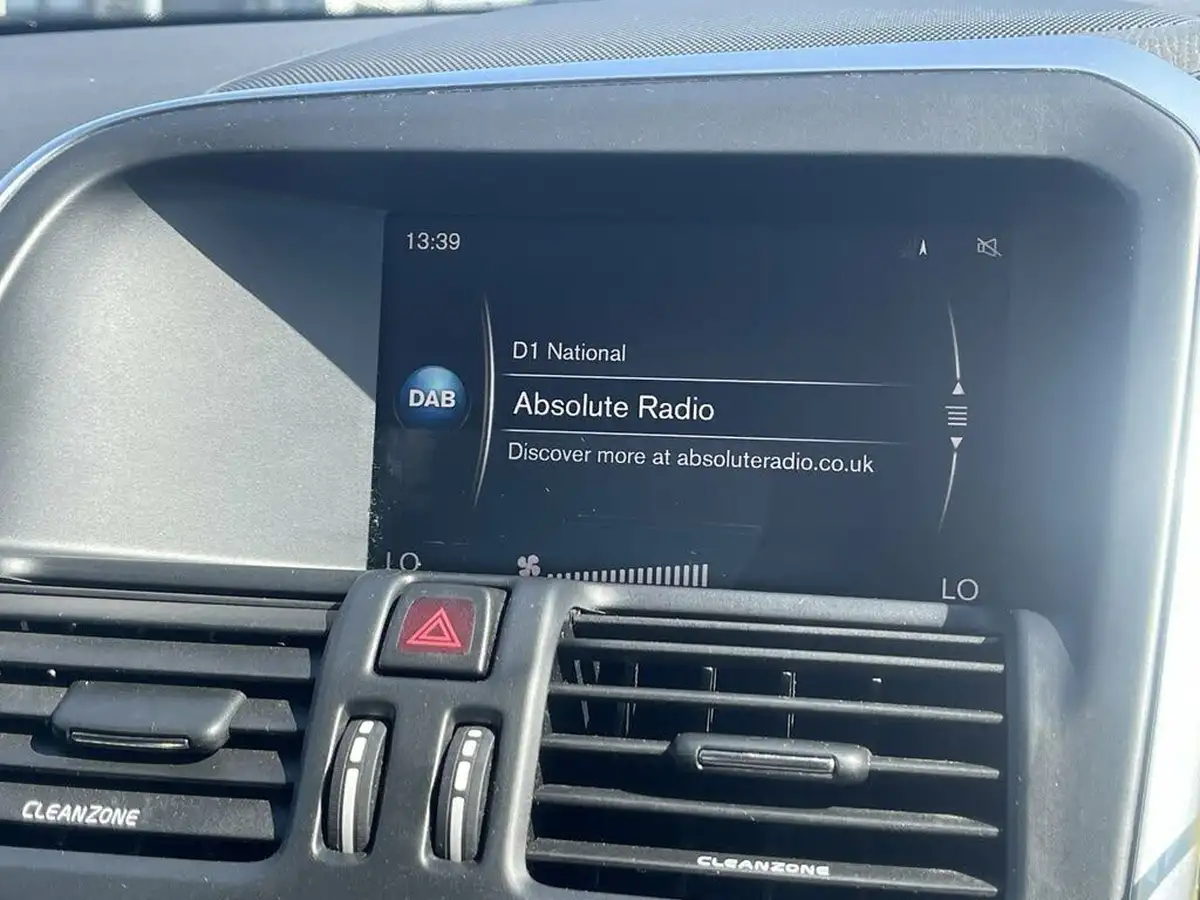 13:39
D1 National
DAB
Absolute Radio
Discover more at absoluteradio.co.uk
LO
LO
CLEANZONE
CLEANZONE